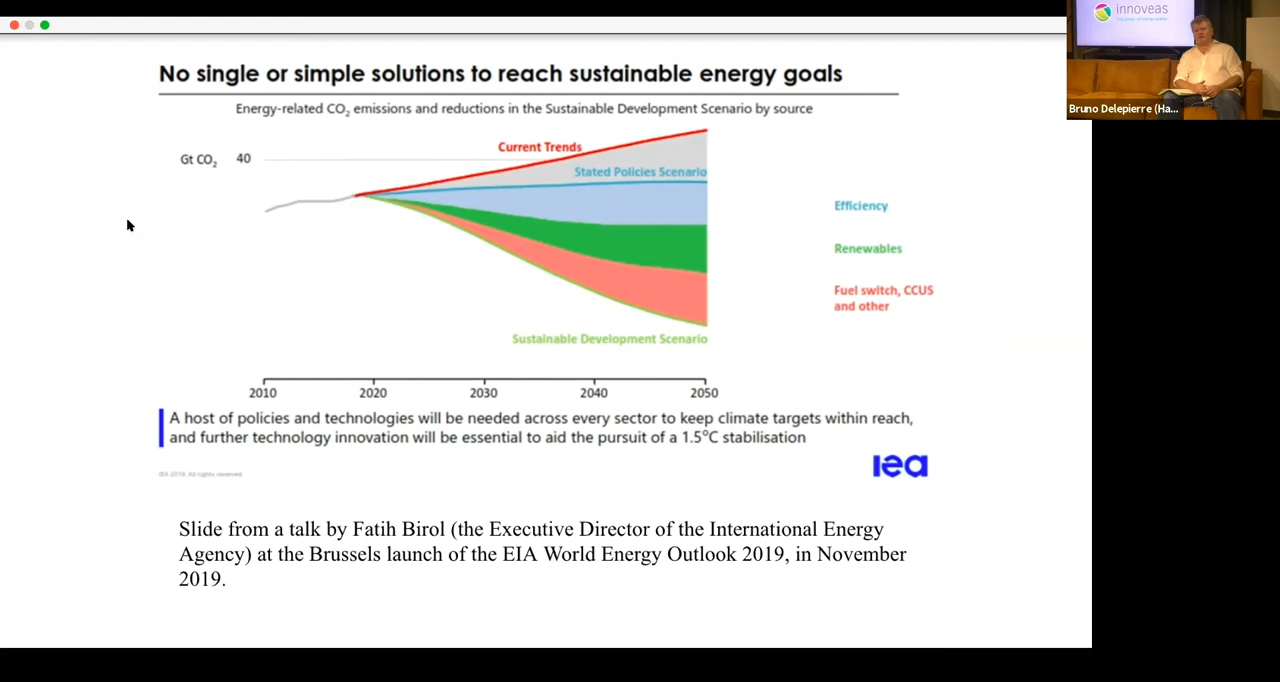 innoveas
Bruno Delepierre (Ha...
No single or simple solutions to reach sustainable energy goals
Energy-related CO₂ emissions and reductions in the Sustainable Development Scenario by source
Gt CO₂ 40
Current Trends
Stated Policies Scenario
Efficiency
Renewables
Fuel switch, CCUS
and other
Sustainable Development Scenario
2010 2020 2030 2040 2050
A host of policies and technologies will be needed across every sector to keep climate targets within reach,
and further technology innovation will be essential to aid the pursuit of a 1.5°C stabilisation
IEA 2019. All rights reserved
iea
Slide from a talk by Fatih Birol (the Executive Director of the International Energy
Agency) at the Brussels launch of the EIA World Energy Outlook 2019, in November
2019.